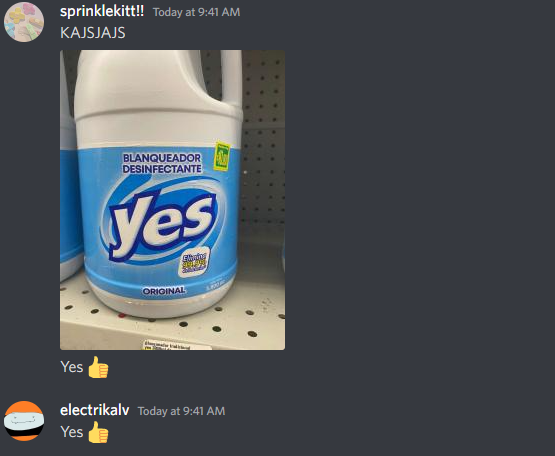 sprinklekitt!! Today at 9:41 AM
KAJSJAJS
BLANQUEADOR
DESINFECTANTE
yes
Elimina
ORIGINAL
Yes 👍
electrikalv Today at 9:41 AM
Yes 👍